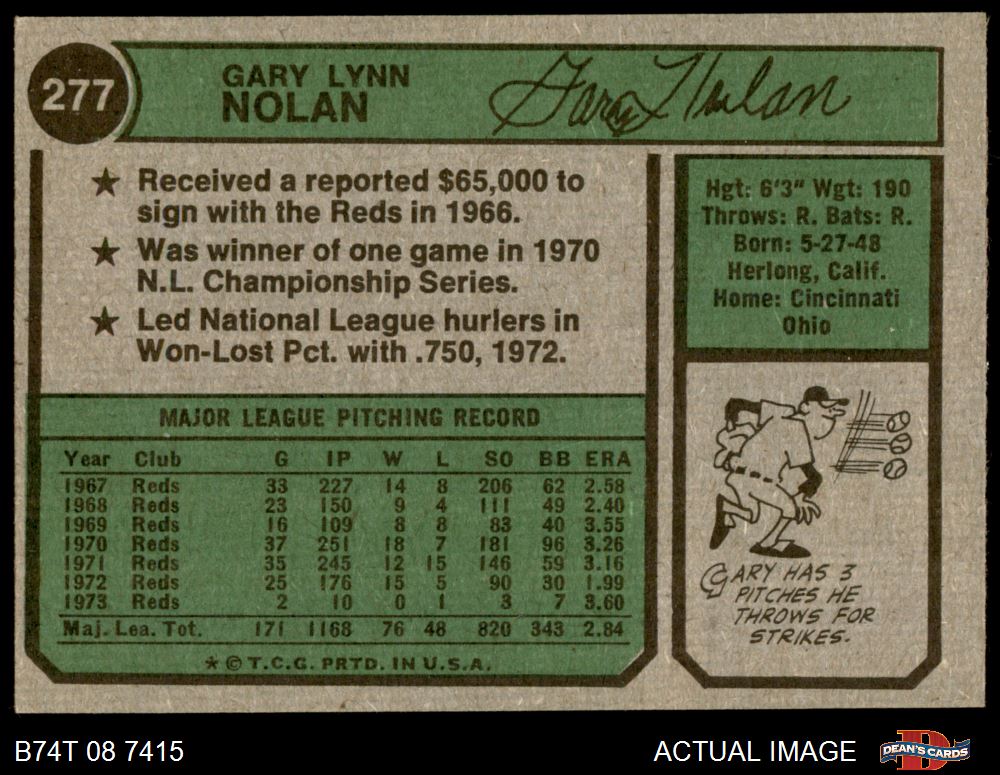 277
GARY LYNN
NOLAN
Gary Nolan
★ Received a reported $65,000 to
sign with the Reds in 1966.
★ Was winner of one game in 1970
N.L. Championship Series.
★ Led National League hurlers in
Won-Lost Pct. with .750, 1972.
Hgt: 6'3" Wgt: 190
Throws: R. Bats: R.
Born: 5-27-48
Herlong, Calif.
Home: Cincinnati
Ohio
MAJOR LEAGUE PITCHING RECORD
Year Club G IP W L SO BB ERA
1967 Reds 33 227 14 8 206 62 2.58
1968 Reds 23 150 9 4 111 49 2.40
1969 Reds 16 109 8 8 83 40 3.55
1970 Reds 37 251 18 7 181 96 3.26
1971 Reds 35 245 12 15 146 59 3.16
1972 Reds 25 176 15 5 90 30 1.99
1973 Reds 2 10 0 1 3 7 3.60
Maj. Lea. Tot. 171 1168 76 48 820 343 2.84
★ © T.C.G. PRTD. IN U.S.A.
GARY HAS 3
PITCHES HE
THROWS FOR
STRIKES.
B74T 08 7415
ACTUAL IMAGE
DEAN'S CARDS